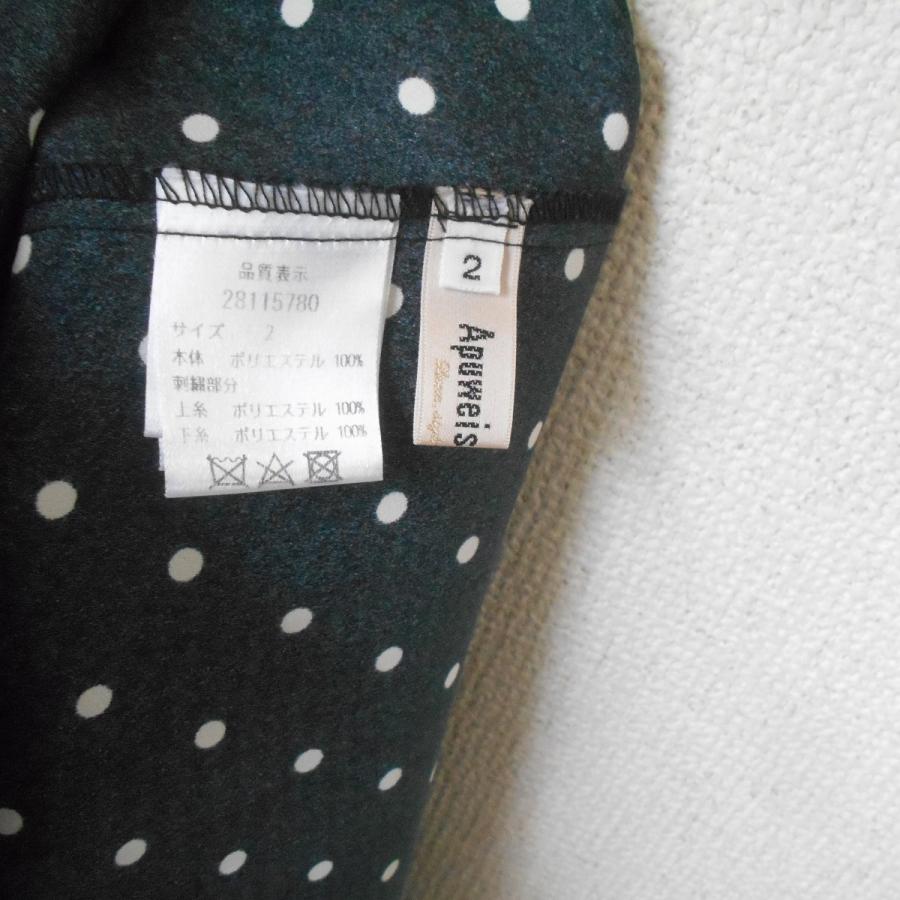 品質表示
28115780
サイズ 2
本体 ポリエステル 100%
刺繍部分
上糸 ポリエステル 100%
下糸 ポリエステル 100%
2
Apuweis